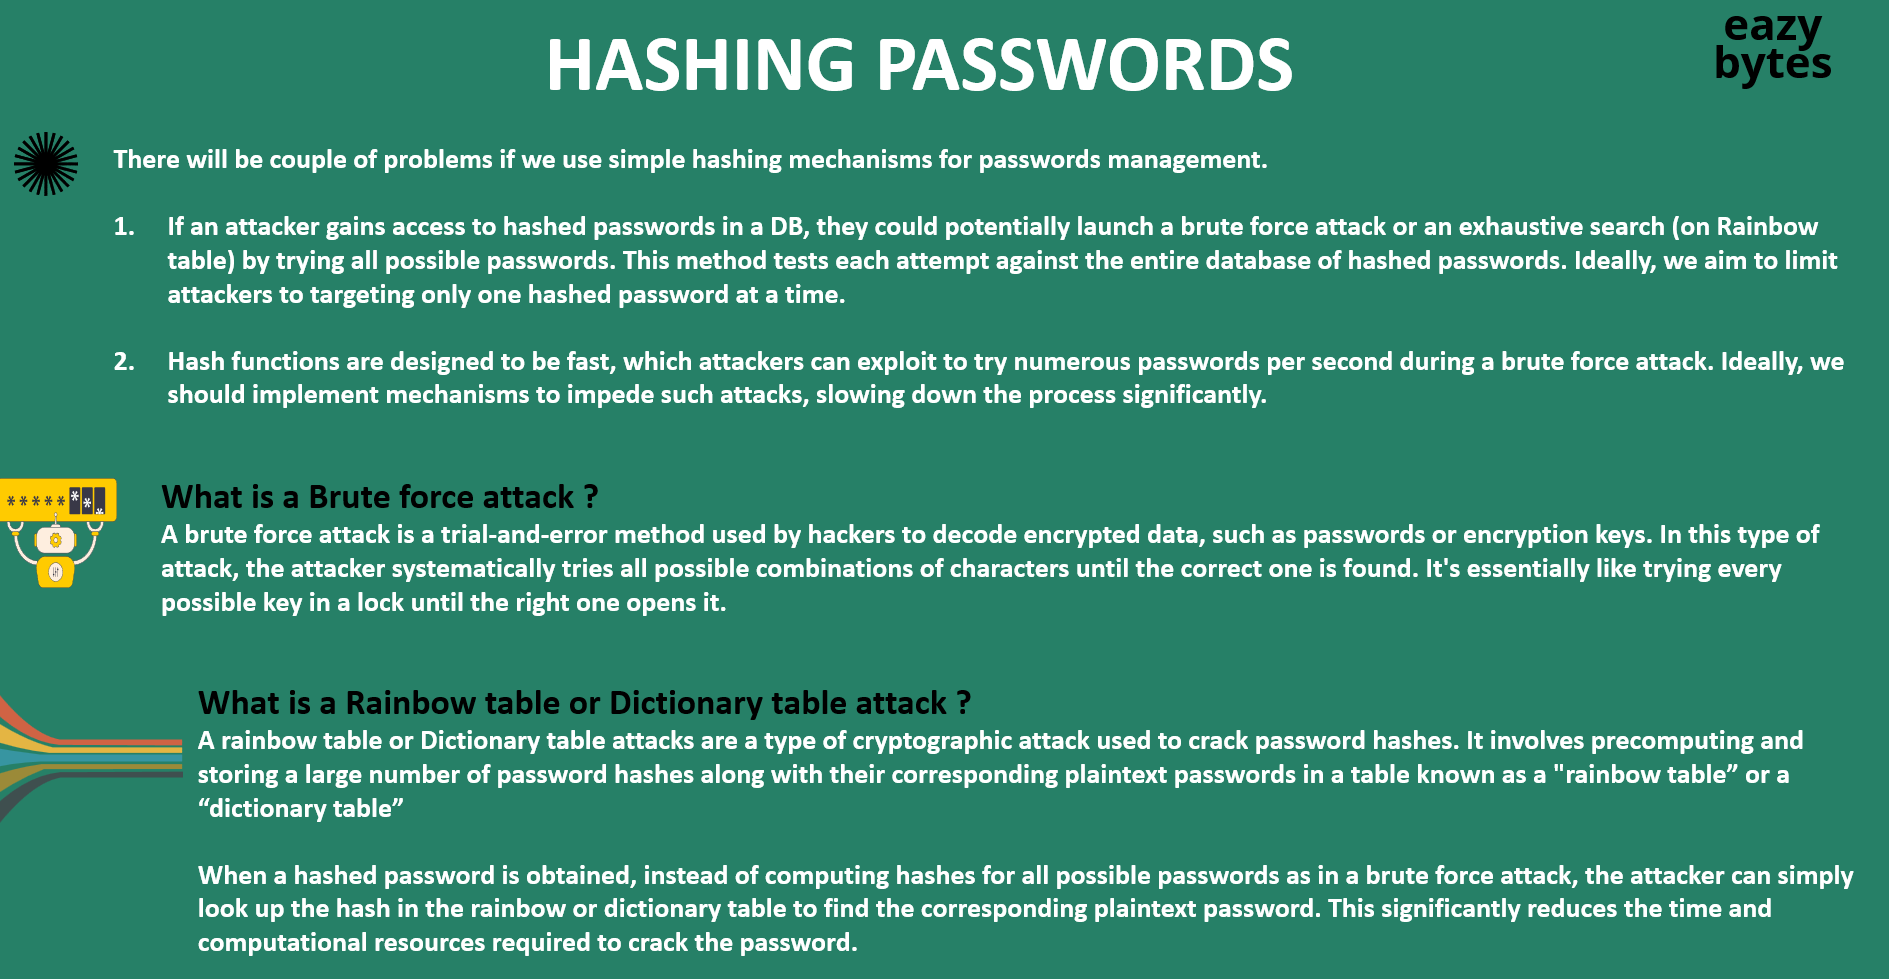 HASHING PASSWORDS
eazy
bytes
There will be couple of problems if we use simple hashing mechanisms for passwords management.
1. If an attacker gains access to hashed passwords in a DB, they could potentially launch a brute force attack or an exhaustive search (on Rainbow
table) by trying all possible passwords. This method tests each attempt against the entire database of hashed passwords. Ideally, we aim to limit
attackers to targeting only one hashed password at a time.
2. Hash functions are designed to be fast, which attackers can exploit to try numerous passwords per second during a brute force attack. Ideally, we
should implement mechanisms to impede such attacks, slowing down the process significantly.
********
What is a Brute force attack ?
A brute force attack is a trial-and-error method used by hackers to decode encrypted data, such as passwords or encryption keys. In this type of
attack, the attacker systematically tries all possible combinations of characters until the correct one is found. It's essentially like trying every
possible key in a lock until the right one opens it.
What is a Rainbow table or Dictionary table attack ?
A rainbow table or Dictionary table attacks are a type of cryptographic attack used to crack password hashes. It involves precomputing and
storing a large number of password hashes along with their corresponding plaintext passwords in a table known as a "rainbow table” or a
“dictionary table”
When a hashed password is obtained, instead of computing hashes for all possible passwords as in a brute force attack, the attacker can simply
look up the hash in the rainbow or dictionary table to find the corresponding plaintext password. This significantly reduces the time and
computational resources required to crack the password.